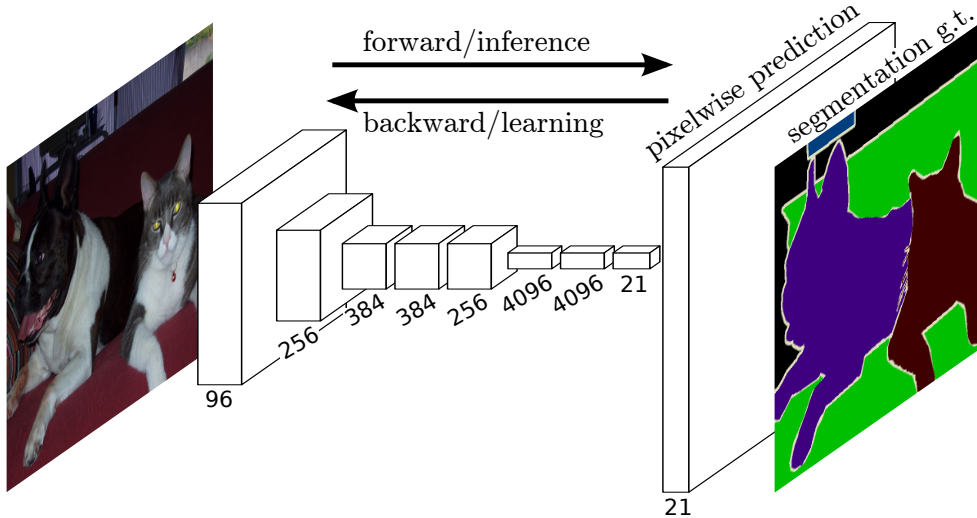 forward/inference
backward/learning
pixelwise prediction
segmentation g.t.
96
256
384
384
256
4096
4096
21
21